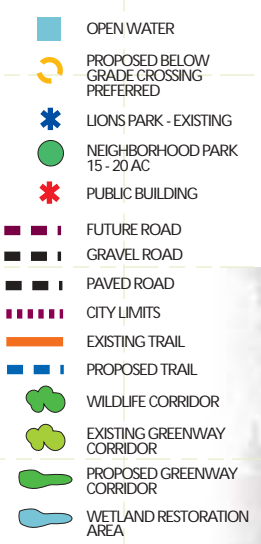 OPEN WATER
PROPOSED BELOW
GRADE CROSSING
PREFERRED
LIONS PARK - EXISTING
NEIGHBORHOOD PARK
15 - 20 AC
PUBLIC BUILDING
FUTURE ROAD
GRAVEL ROAD
PAVED ROAD
CITY LIMITS
EXISTING TRAIL
PROPOSED TRAIL
WILDLIFE CORRIDOR
EXISTING GREENWAY
CORRIDOR
PROPOSED GREENWAY
CORRIDOR
WETLAND RESTORATION
AREA